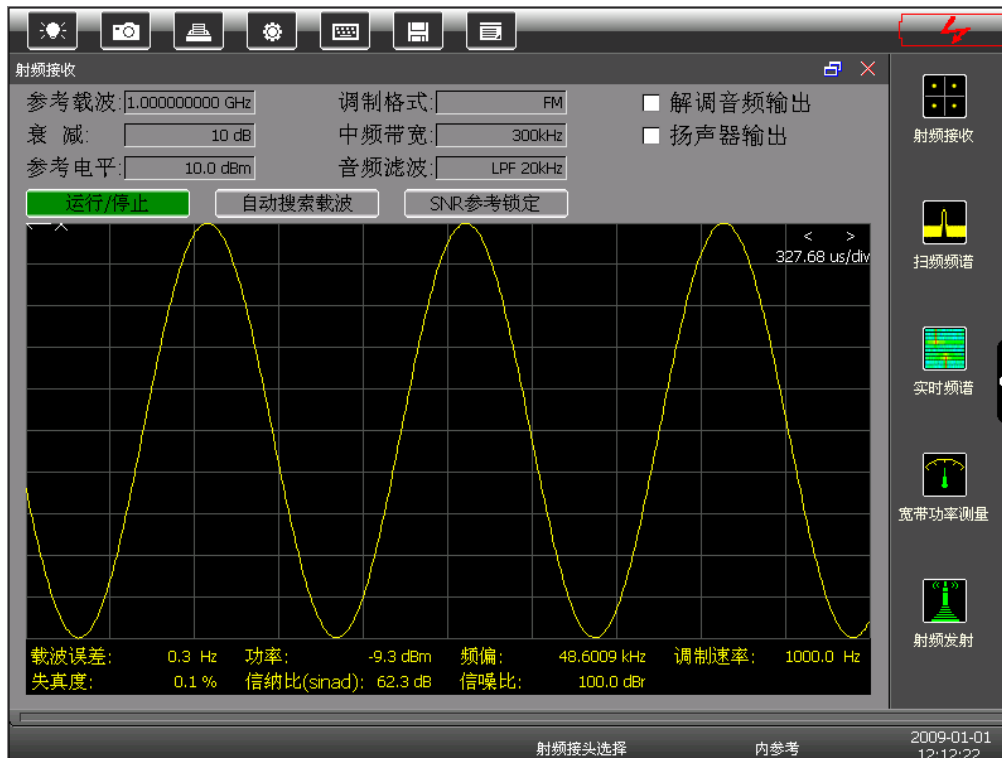 射频接收
参考载波: 1.000000000 GHz 调制格式: FM 解调音频输出
衰 减: 10 dB 中频带宽: 300kHz 扬声器输出
参考电平: 10.0 dBm 音频滤波: LPF 20kHz
运行/停止 自动搜索载波 SNR参考锁定
< >
327.68 us/div
载波误差: 0.3 Hz 功率: -9.3 dBm 频偏: 48.6009 kHz 调制速率: 1000.0 Hz
失真度: 0.1 % 信纳比(sinad): 62.3 dB 信噪比: 100.0 dBr
射频接收
扫频频谱
实时频谱
宽带功率测量
射频发射
射频接头选择 内参考 2009-01-01
12:12:22